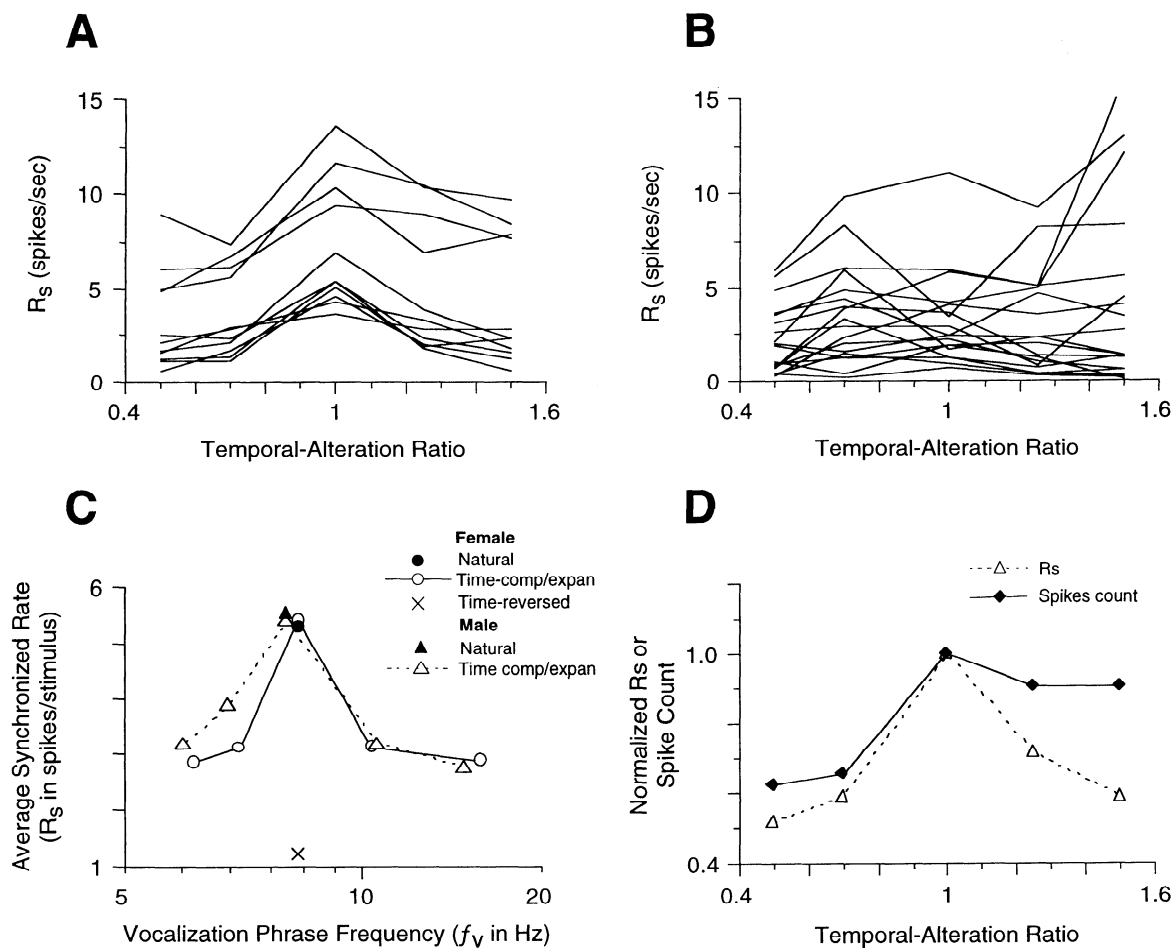 A
15
10
5
0
Rs (spikes/sec)
0.4
1
1.6
Temporal-Alteration Ratio
B
15
10
5
0
Rs (spikes/sec)
0.4
1
1.6
Temporal-Alteration Ratio
C
Female
Natural
Time-comp/expan
Time-reversed
Male
Natural
Time comp/expan
6
1
Average Synchronized Rate
(Rs in spikes/stimulus)
5
10
20
Vocalization Phrase Frequency (fv in Hz)
D
Rs
Spikes count
1.0
0.4
Normalized Rs or
Spike Count
0.4
1
1.6
Temporal-Alteration Ratio